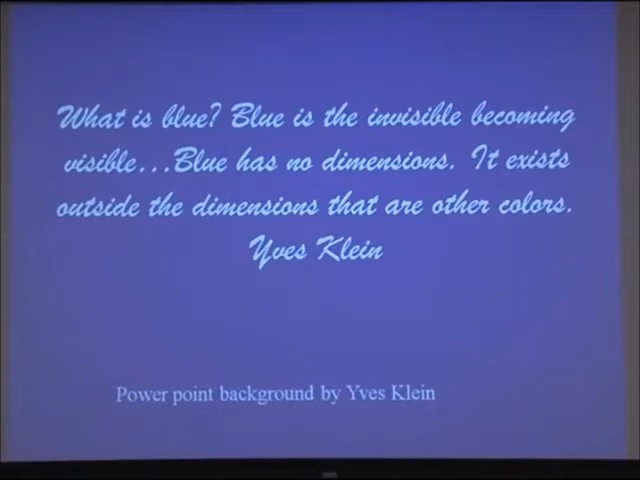 What is blue? Blue is the invisible becoming
visible...Blue has no dimensions. It exists
outside the dimensions that are other colors.
Yves Klein
Power point background by Yves Klein